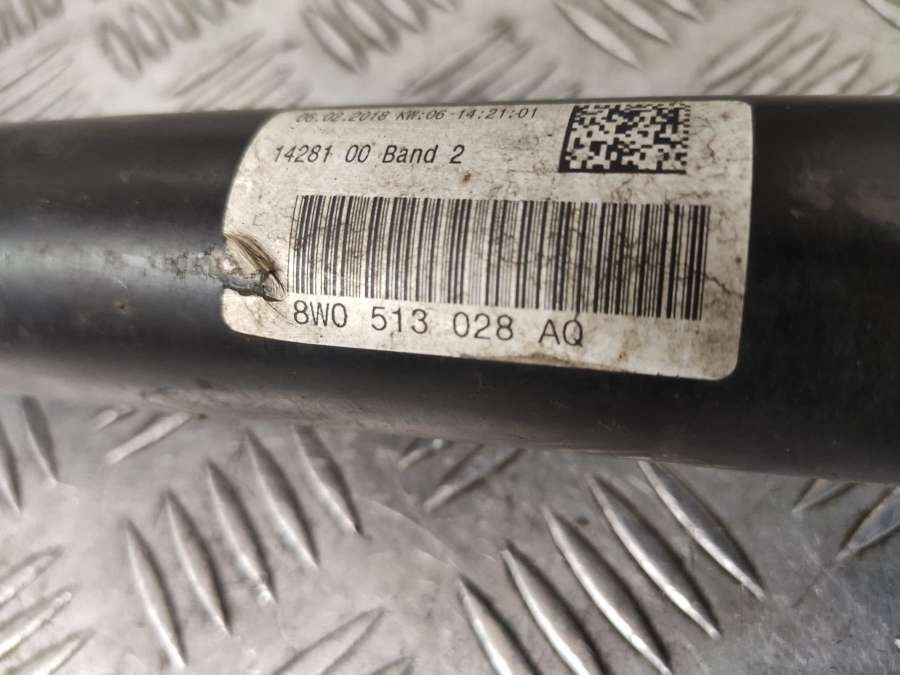 06.02.2018 KW:06-14:21:01
14281 00 Band 2
8W0 513 028 AQ